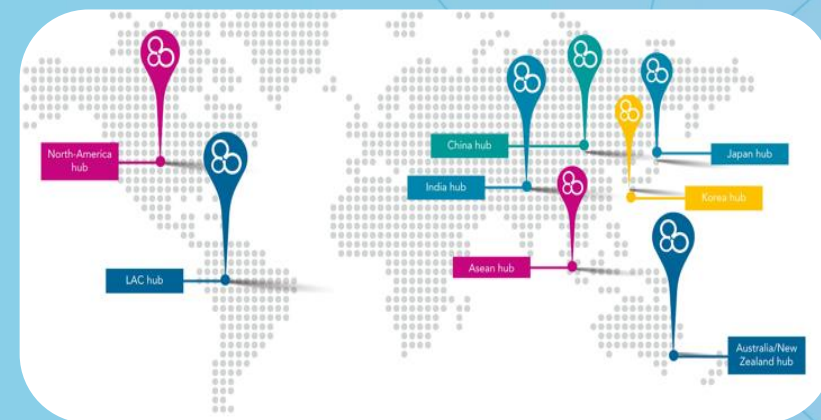 North-America
hub
China hub
Japan hub
India hub
Korea hub
Asean hub
LAC hub
Australia/New
Zealand hub